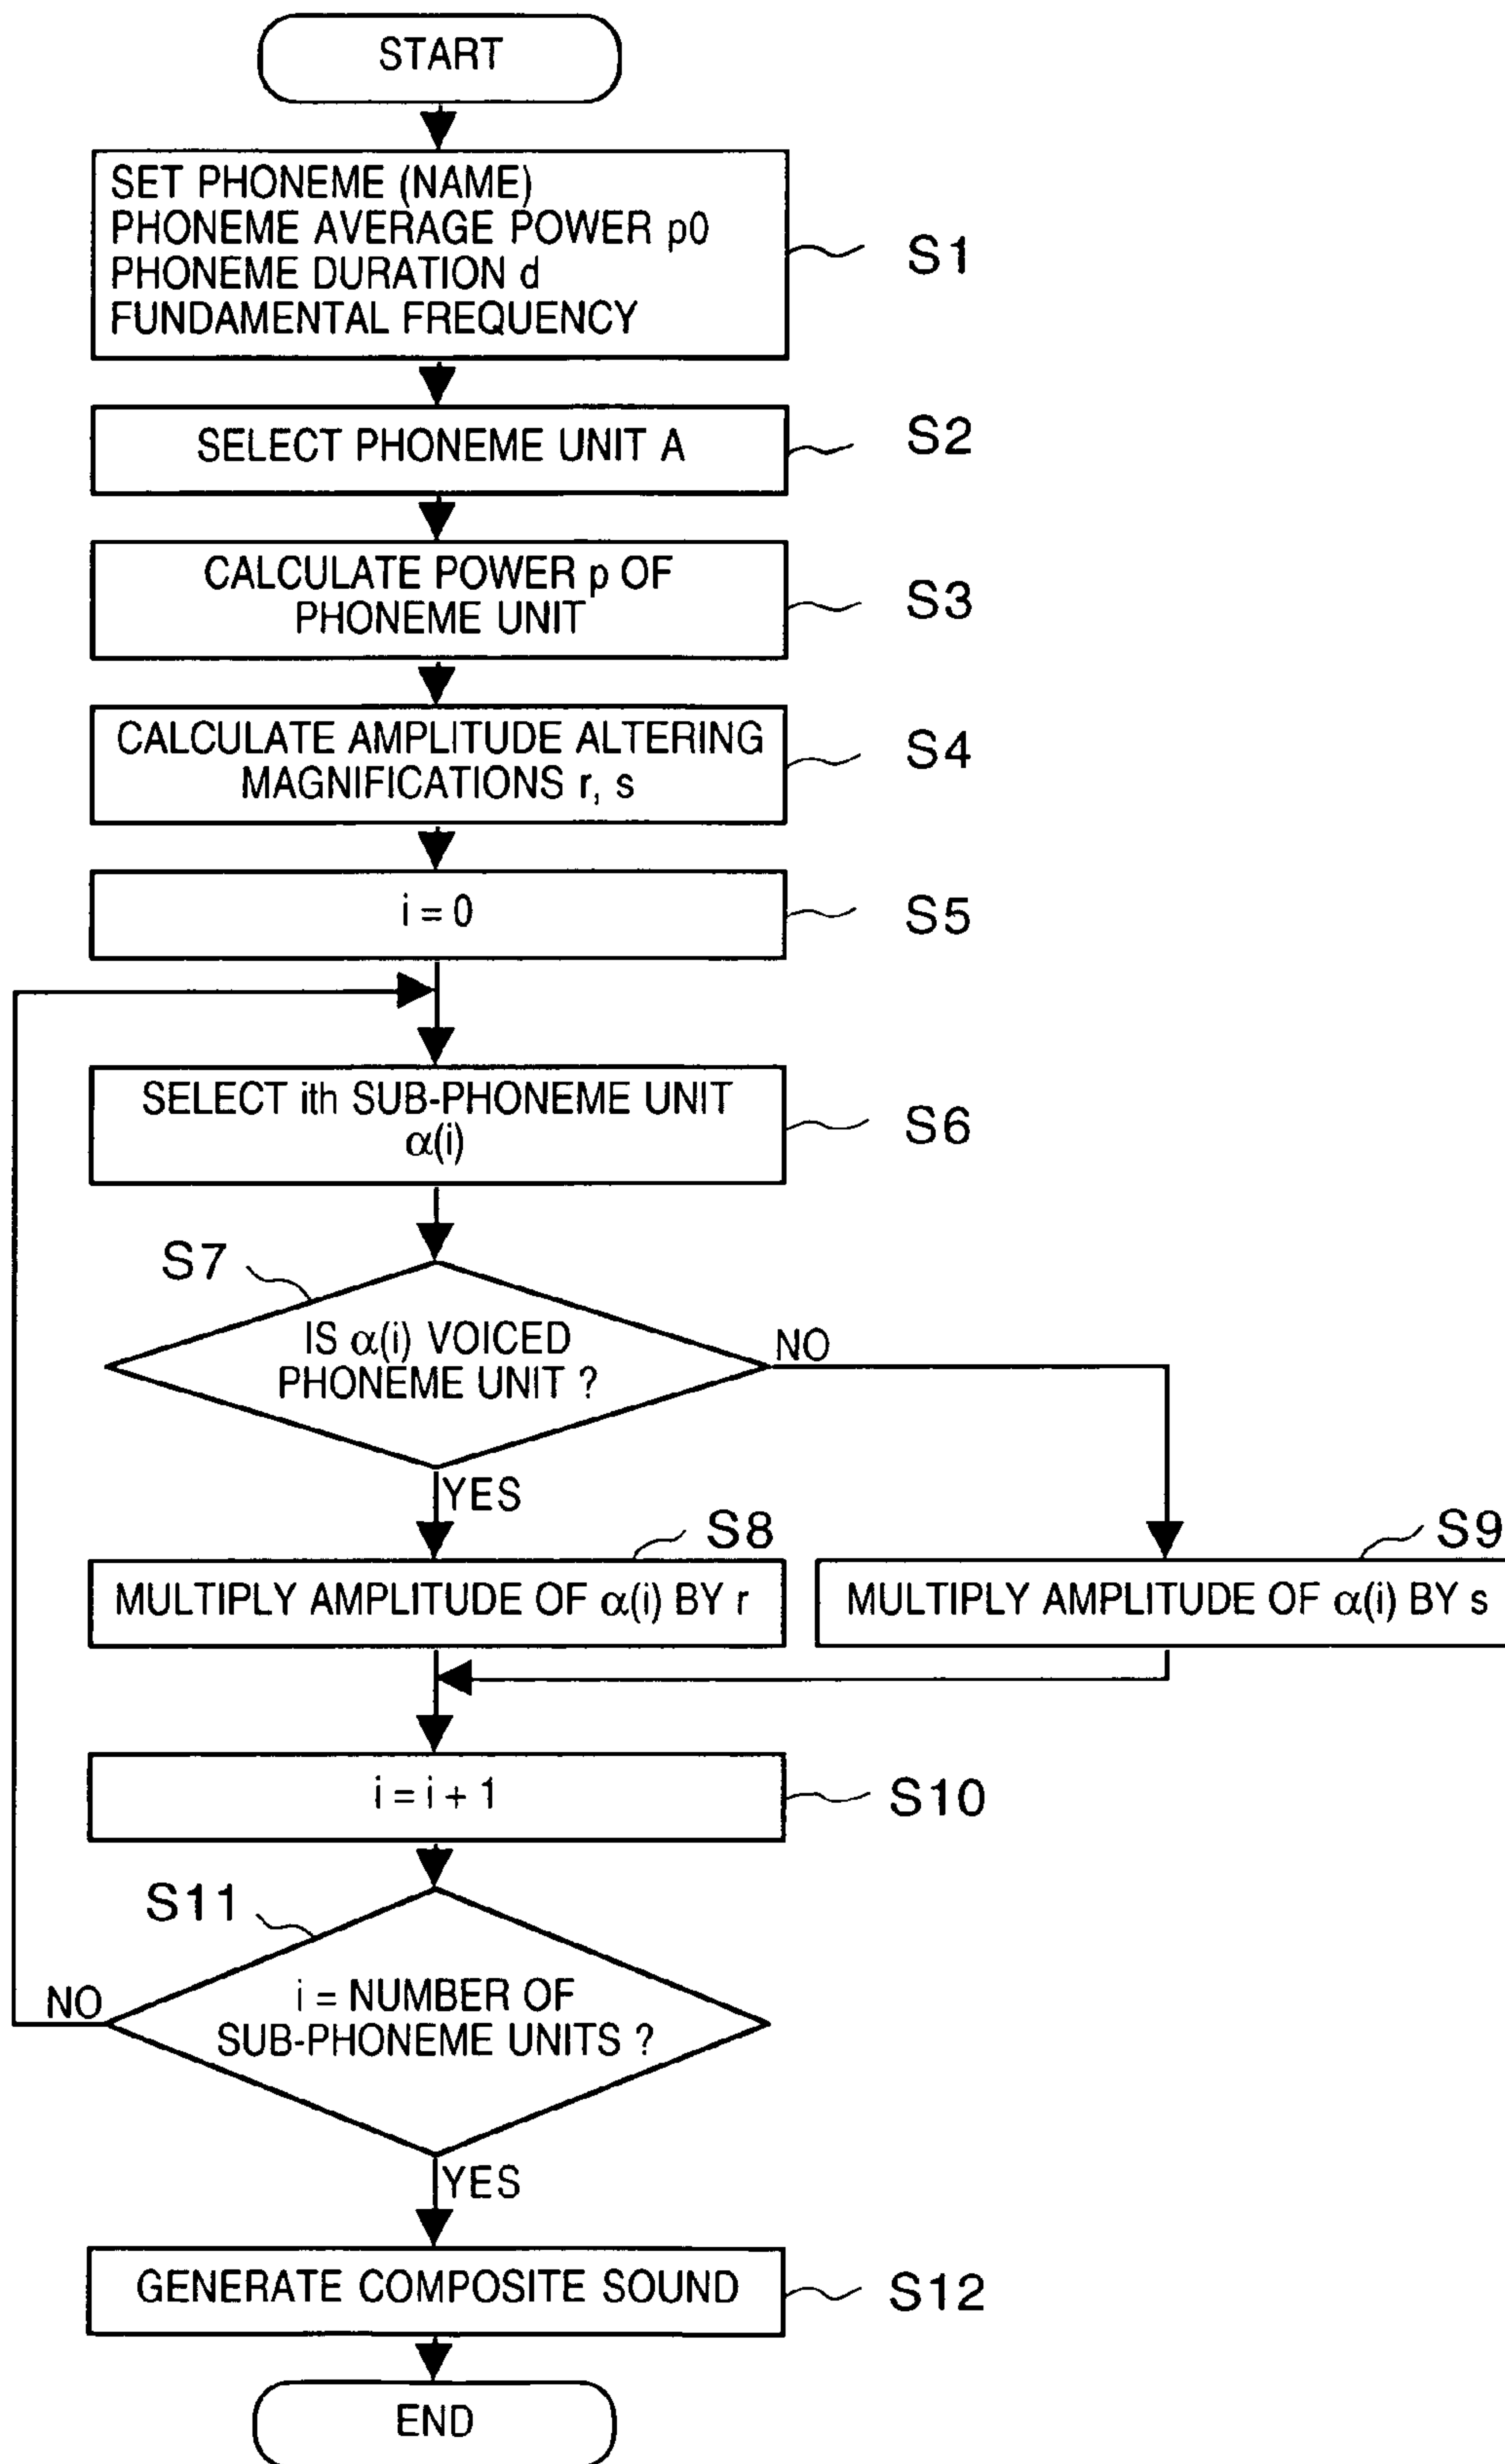 START
SET PHONEME (NAME)
PHONEME AVERAGE POWER p0
PHONEME DURATION d
FUNDAMENTAL FREQUENCY
S1
SELECT PHONEME UNIT A
S2
CALCULATE POWER p OF
PHONEME UNIT
S3
CALCULATE AMPLITUDE ALTERING
MAGNIFICATIONS r, s
S4
i = 0
S5
SELECT ith SUB-PHONEME UNIT
α(i)
S6
S7
IS α(i) VOICED
PHONEME UNIT ?
NO
YES
S8
MULTIPLY AMPLITUDE OF α(i) BY r
S9
MULTIPLY AMPLITUDE OF α(i) BY s
i = i + 1
S10
S11
i = NUMBER OF
SUB-PHONEME UNITS ?
NO
YES
GENERATE COMPOSITE SOUND
S12
END